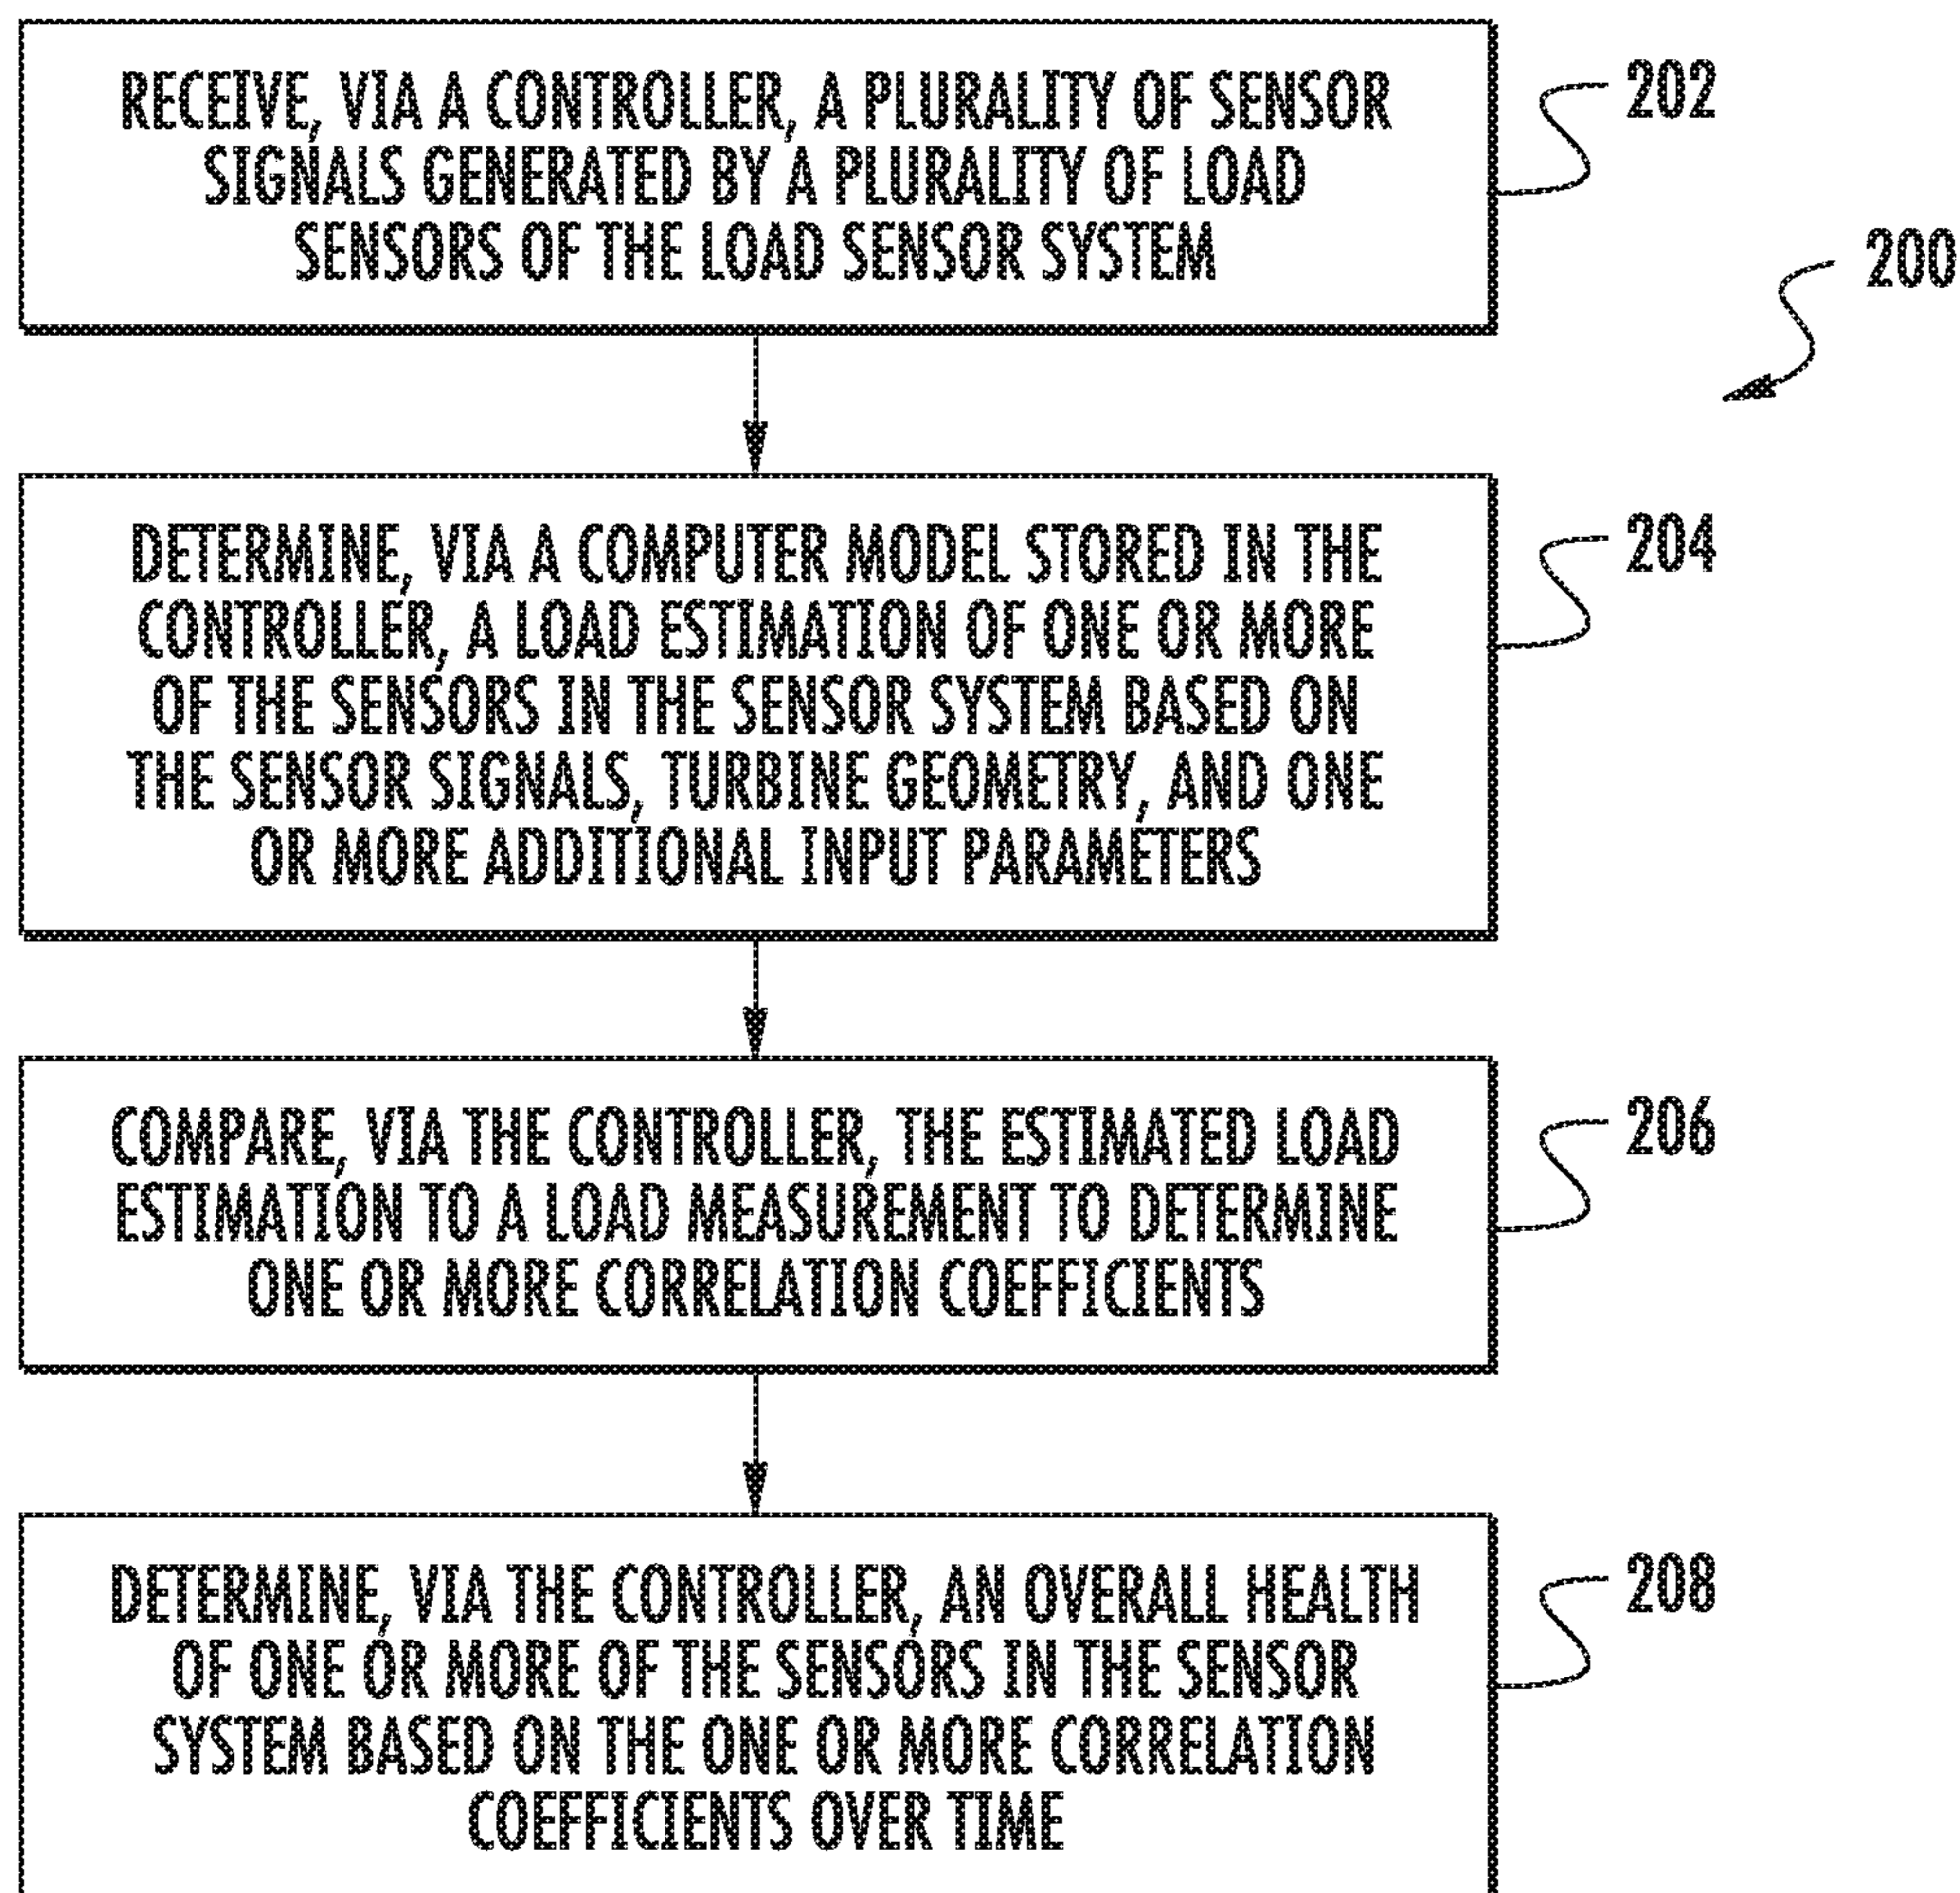 RECEIVE, VIA A CONTROLLER, A PLURALITY OF SENSOR
SIGNALS GENERATED BY A PLURALITY OF LOAD
SENSORS OF THE LOAD SENSOR SYSTEM
202
200
DETERMINE, VIA A COMPUTER MODEL STORED IN THE
CONTROLLER, A LOAD ESTIMATION OF ONE OR MORE
OF THE SENSORS IN THE SENSOR SYSTEM BASED ON
THE SENSOR SIGNALS, TURBINE GEOMETRY, AND ONE
OR MORE ADDITIONAL INPUT PARAMETERS
204
COMPARE, VIA THE CONTROLLER, THE ESTIMATED LOAD
ESTIMATION TO A LOAD MEASUREMENT TO DETERMINE
ONE OR MORE CORRELATION COEFFICIENTS
206
DETERMINE, VIA THE CONTROLLER, AN OVERALL HEALTH
OF ONE OR MORE OF THE SENSORS IN THE SENSOR
SYSTEM BASED ON THE ONE OR MORE CORRELATION
COEFFICIENTS OVER TIME
208